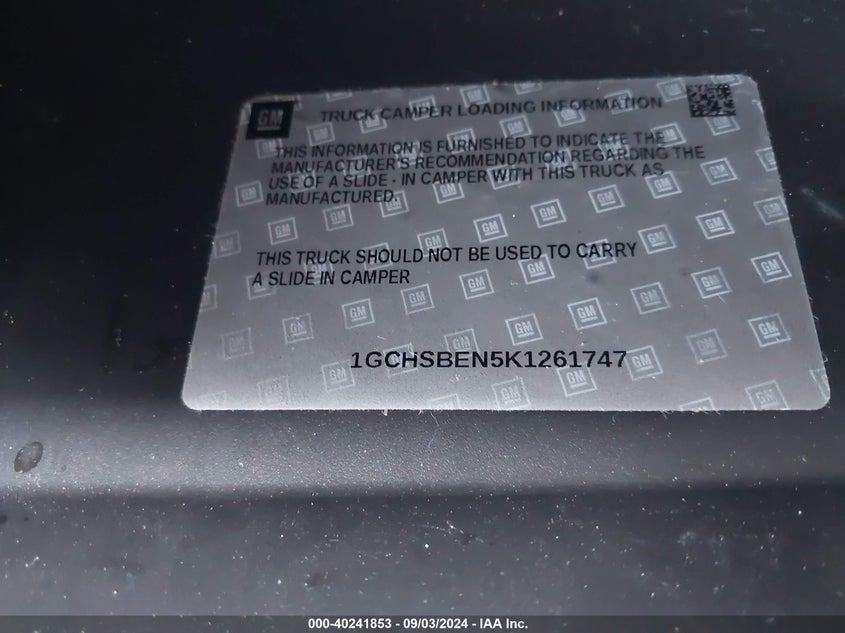 GM
TRUCK CAMPER LOADING INFORMATION
THIS INFORMATION IS FURNISHED TO INDICATE THE
MANUFACTURER'S RECOMMENDATION REGARDING THE
USE OF A SLIDE - IN CAMPER WITH THIS TRUCK AS
MANUFACTURED.
THIS TRUCK SHOULD NOT BE USED TO CARRY
A SLIDE IN CAMPER
1GCHSBEN5K1261747
000-40241853 - 09/03/2024 - IAA Inc.